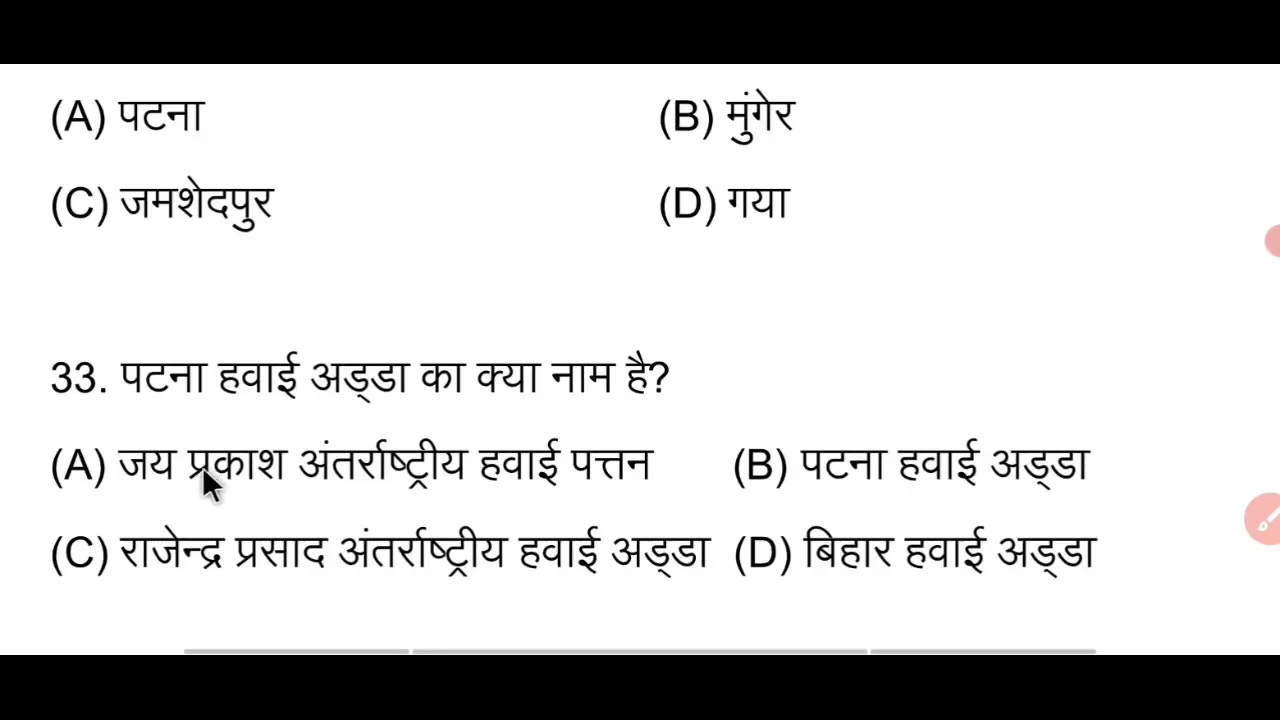 (A) पटना (B) मुंगेर
(C) जमशेदपुर (D) गया
33. पटना हवाई अड्डा का क्या नाम है?
(A) जय प्रकाश अंतर्राष्ट्रीय हवाई पत्तन (B) पटना हवाई अड्डा
(C) राजेन्द्र प्रसाद अंतर्राष्ट्रीय हवाई अड्डा (D) बिहार हवाई अड्डा